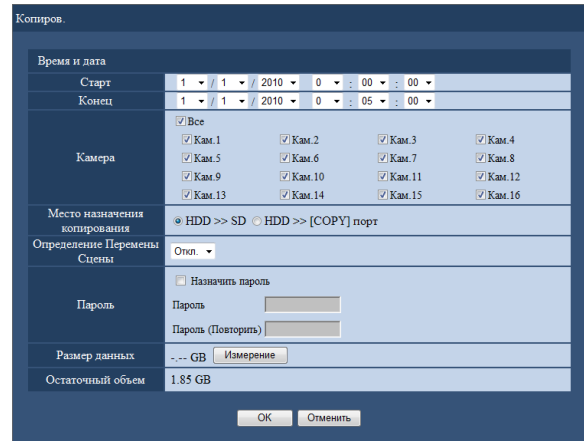 Копиров.
Время и дата
Старт 1 / 1 / 2010 0 : 00 : 00
Конец 1 / 1 / 2010 0 : 05 : 00
Камера
Все
Кам.1 Кам.2 Кам.3 Кам.4
Кам.5 Кам.6 Кам.7 Кам.8
Кам.9 Кам.10 Кам.11 Кам.12
Кам.13 Кам.14 Кам.15 Кам.16
Место назначения
копирования
HDD >> SD HDD >> [COPY] порт
Определение Перемены
Сцены
Откл.
Пароль
Назначить пароль
Пароль
Пароль (Повторить)
Размер данных -.-- GB Измерение
Остаточный объем 1.85 GB
OK Отменить